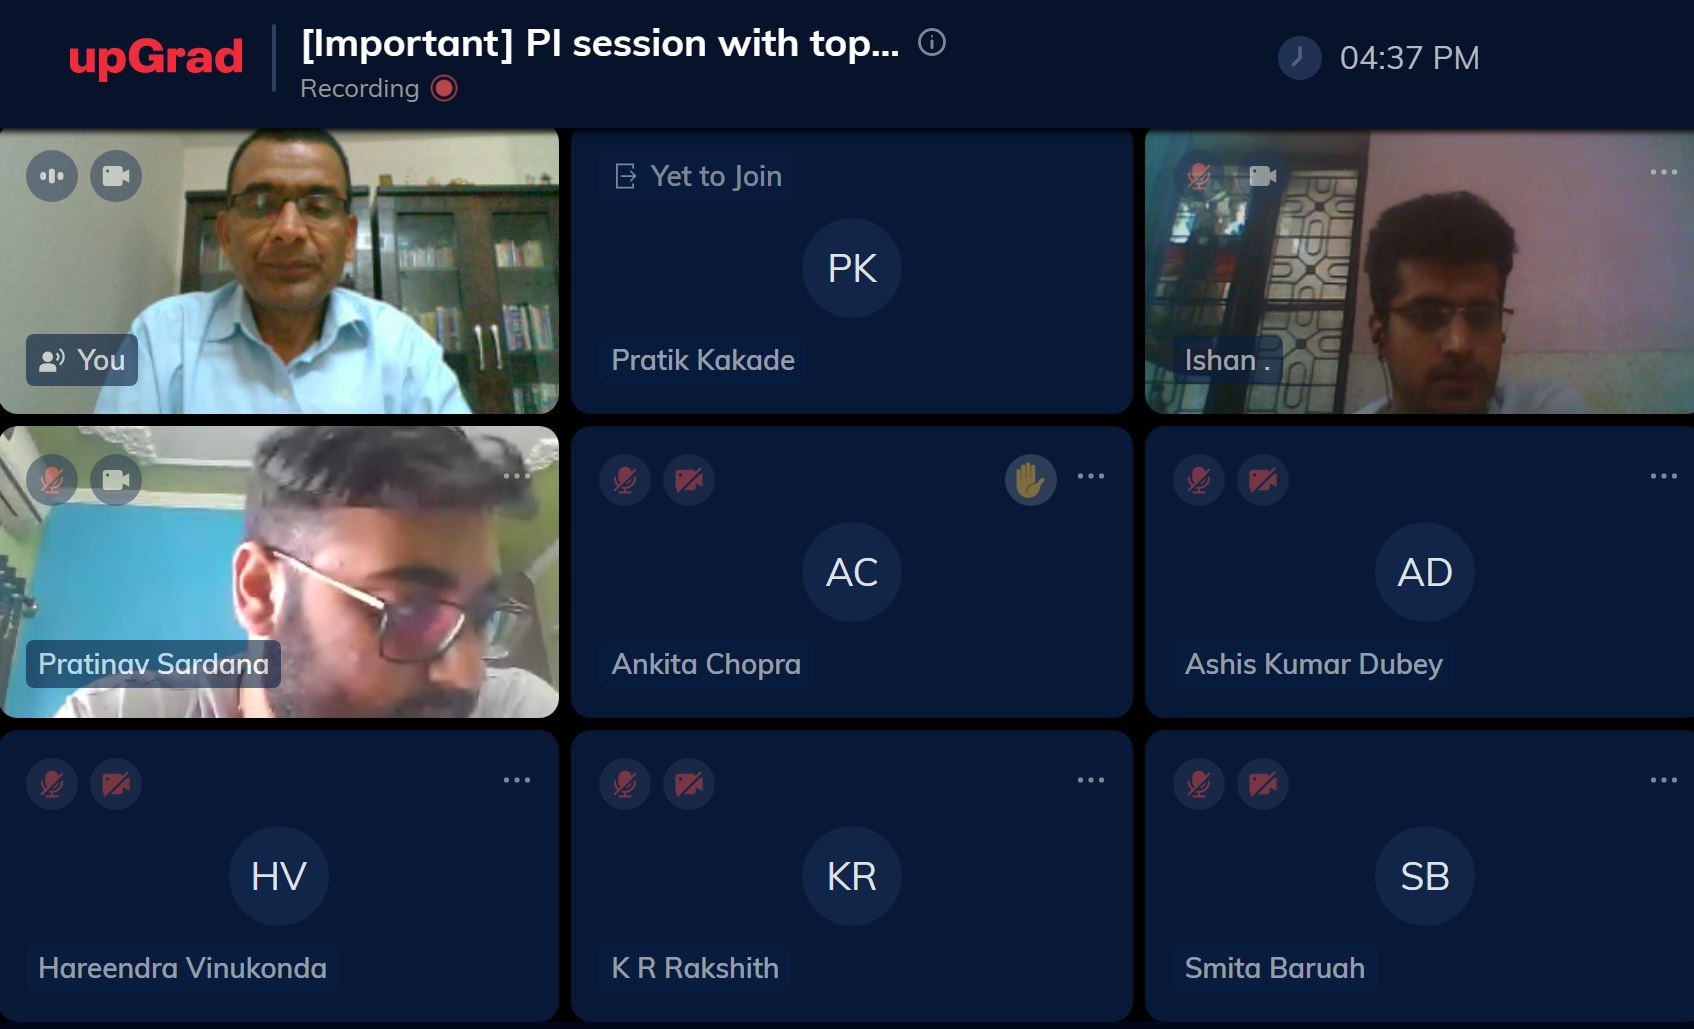 upGrad
[Important] PI session with top...
Recording
04:37 PM
You
Yet to Join
PK
Pratik Kakade
Ishan .
Pratinav Sardana
AC
Ankita Chopra
AD
Ashis Kumar Dubey
HV
Hareendra Vinukonda
KR
K R Rakshith
SB
Smita Baruah